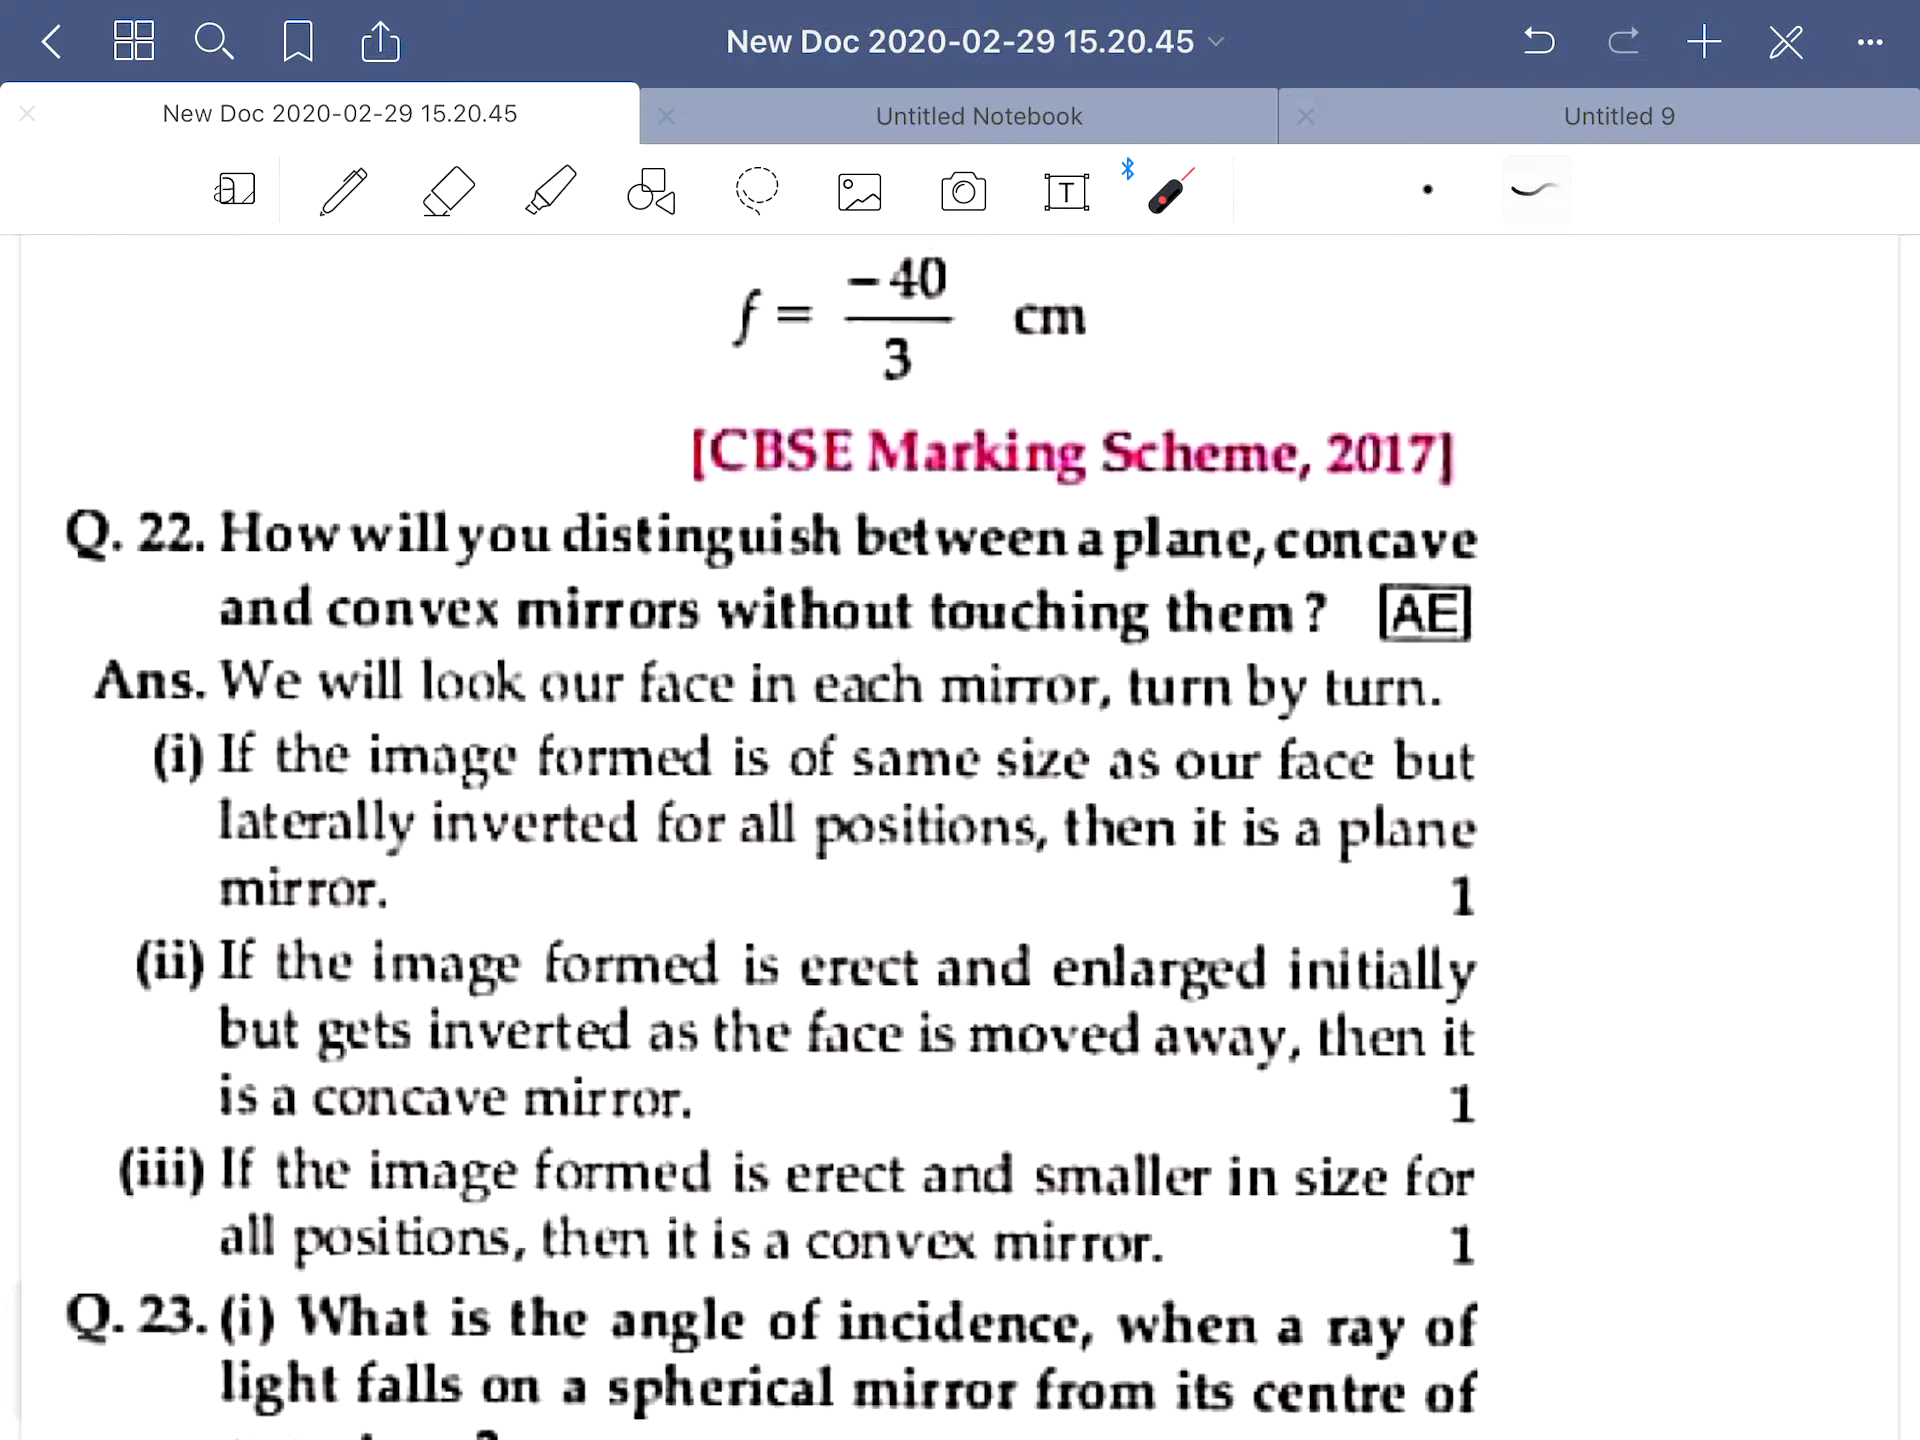 New Doc 2020-02-29 15.20.45
New Doc 2020-02-29 15.20.45
Untitled Notebook
Untitled 9
f = -40/3 cm
[CBSE Marking Scheme, 2017]
Q. 22. How will you distinguish between a plane, concave
and convex mirrors without touching them? AE
Ans. We will look our face in each mirror, turn by turn.
(i) If the image formed is of same size as our face but
laterally inverted for all positions, then it is a plane
mirror. 1
(ii) If the image formed is erect and enlarged initially
but gets inverted as the face is moved away, then it
is a concave mirror. 1
(iii) If the image formed is erect and smaller in size for
all positions, then it is a convex mirror. 1
Q. 23. (i) What is the angle of incidence, when a ray of
light falls on a spherical mirror from its centre of